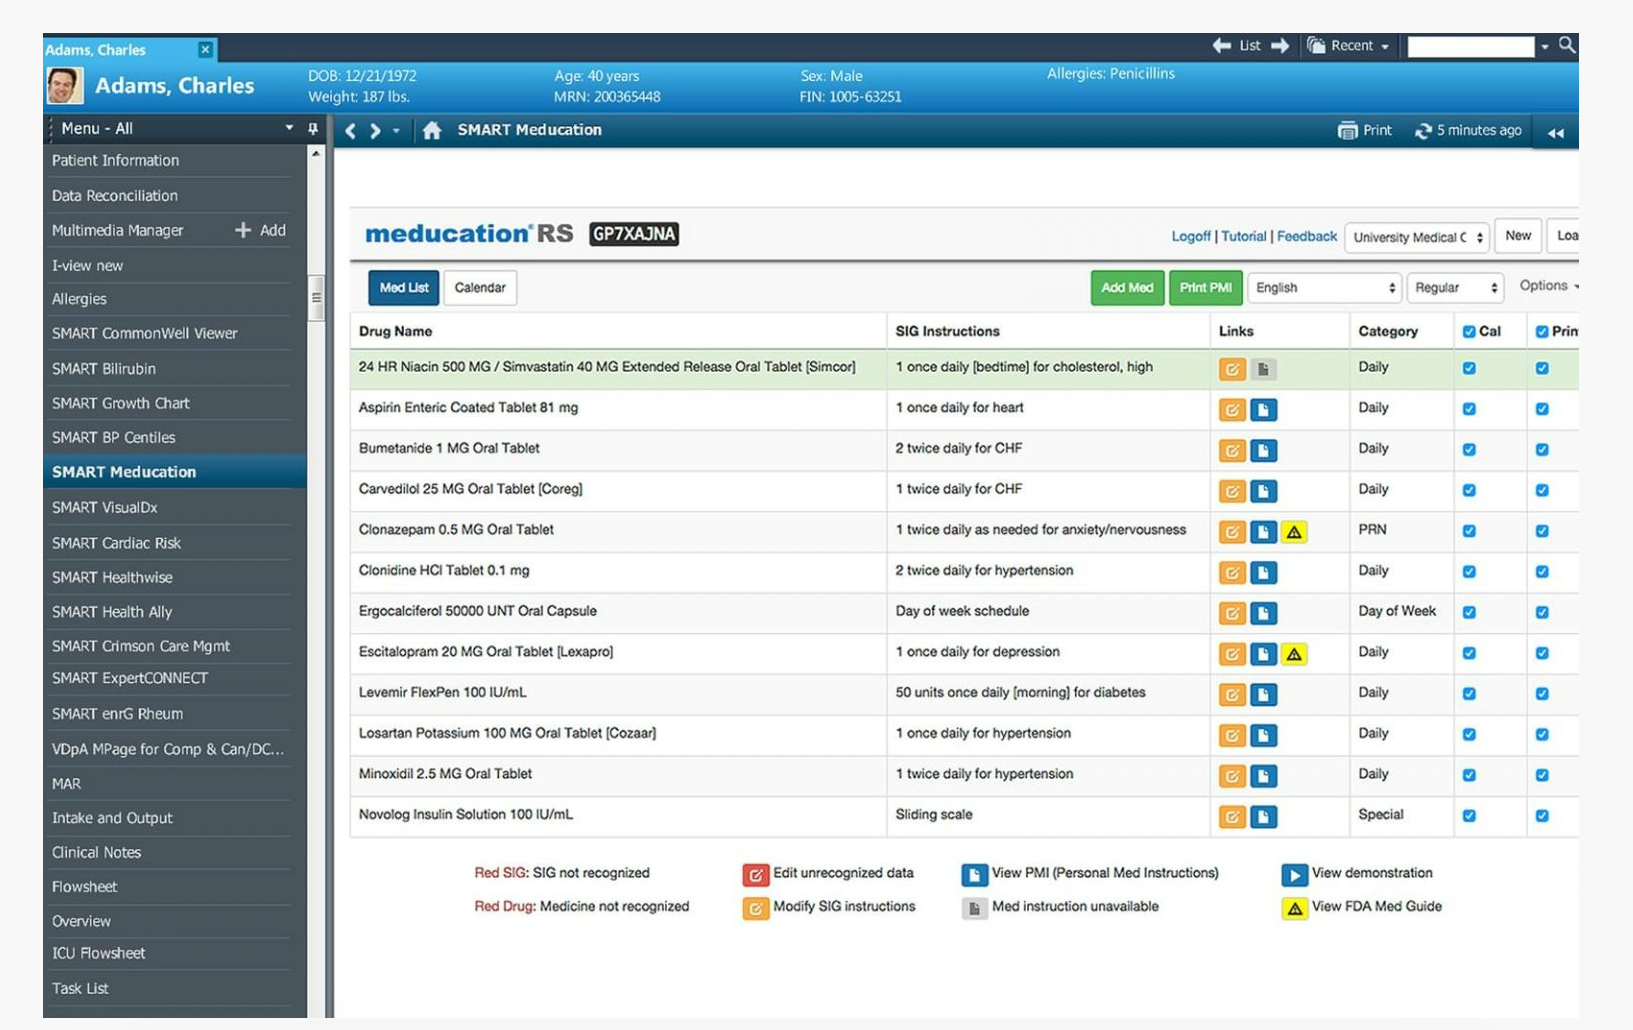 Adams, Charles
List
Recent
Adams, Charles
DOB: 12/21/1972
Age: 40 years
Sex: Male
Allergies: Penicillins
Weight: 187 lbs.
MRN: 200365448
FIN: 1005-63251
Menu - All
SMART Meducation
Print
5 minutes ago
Patient Information
Data Reconciliation
Multimedia Manager
Add
I-view new
Allergies
SMART CommonWell Viewer
SMART Bilirubin
SMART Growth Chart
SMART BP Centiles
SMART Meducation
SMART VisualDx
SMART Cardiac Risk
SMART Healthwise
SMART Health Ally
SMART Crimson Care Mgmt
SMART ExpertCONNECT
SMART enrG Rheum
VDpA MPage for Comp & Can/DC...
MAR
Intake and Output
Clinical Notes
Flowsheet
Overview
ICU Flowsheet
Task List
meducation® RS GP7XAJNA
Logoff | Tutorial | Feedback
University Medical C
New
Loa
Med List
Calendar
Add Med
Print PMI
English
Regular
Options
Drug Name SIG Instructions Links Category Cal Prin
24 HR Niacin 500 MG / Simvastatin 40 MG Extended Release Oral Tablet [Simcor] 1 once daily [bedtime] for cholesterol, high Daily
Aspirin Enteric Coated Tablet 81 mg 1 once daily for heart Daily
Bumetanide 1 MG Oral Tablet 2 twice daily for CHF Daily
Carvedilol 25 MG Oral Tablet [Coreg] 1 twice daily for CHF Daily
Clonazepam 0.5 MG Oral Tablet 1 twice daily as needed for anxiety/nervousness PRN
Clonidine HCl Tablet 0.1 mg 2 twice daily for hypertension Daily
Ergocalciferol 50000 UNT Oral Capsule Day of week schedule Day of Week
Escitalopram 20 MG Oral Tablet [Lexapro] 1 once daily for depression Daily
Levemir FlexPen 100 IU/mL 50 units once daily [morning] for diabetes Daily
Losartan Potassium 100 MG Oral Tablet [Cozaar] 1 once daily for hypertension Daily
Minoxidil 2.5 MG Oral Tablet 1 twice daily for hypertension Daily
Novolog Insulin Solution 100 IU/mL Sliding scale Special
Red SIG: SIG not recognized
Edit unrecognized data
View PMI (Personal Med Instructions)
View demonstration
Red Drug: Medicine not recognized
Modify SIG instructions
Med instruction unavailable
View FDA Med Guide